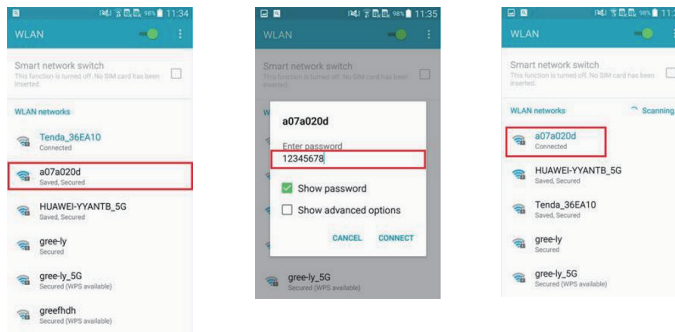 98% 11:34
WLAN
Smart network switch
This function is turned off. No SIM card has been
inserted.
WLAN networks
Tenda_36EA10
Connected
a07a020d
Saved, Secured
HUAWEI-YYANTB_5G
Saved, Secured
gree-ly
Secured
gree-ly_5G
Secured (WPS available)
greefhdh
Secured (WPS available)
98% 11:35
WLAN
Smart network switch
This function is turned off. No SIM card has been
inserted.
W
a07a020d
Enter password
12345678
Show password
Show advanced options
CANCEL CONNECT
gree-ly_5G
Secured (WPS available)
98% 11:3
WLAN
Smart network switch
This function is turned off. No SIM card has been
inserted.
WLAN networks Scanning
a07a020d
Connected
HUAWEI-YYANTB_5G
Saved, Secured
Tenda_36EA10
Saved, Secured
gree-ly
Secured
gree-ly_5G
Secured (WPS available)